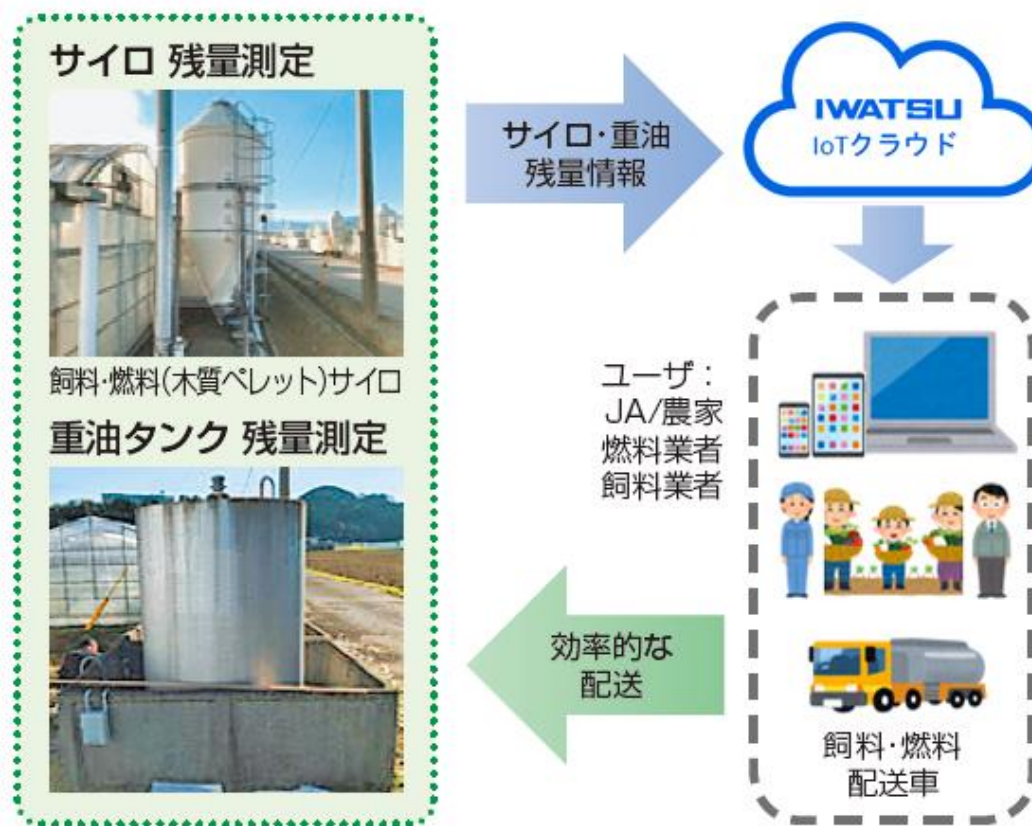 サイロ 残量測定
飼料・燃料(木質ペレット)サイロ
重油タンク 残量測定
サイロ・重油
残量情報
IWATSU
IoTクラウド
ユーザ：
JA/農家
燃料業者
飼料業者
効率的な
配送
飼料・燃料
配送車